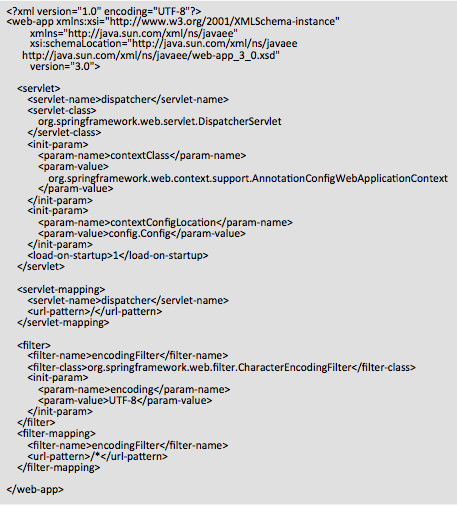 <?xml version="1.0" encoding="UTF-8"?>
<web-app xmlns:xsi="http://www.w3.org/2001/XMLSchema-instance"
xmlns="http://java.sun.com/xml/ns/javaee"
xsi:schemaLocation="http://java.sun.com/xml/ns/javaee
http://java.sun.com/xml/ns/javaee/web-app_3_0.xsd"
version="3.0">
<servlet>
<servlet-name>dispatcher</servlet-name>
<servlet-class>
org.springframework.web.servlet.DispatcherServlet
</servlet-class>
<init-param>
<param-name>contextClass</param-name>
<param-value>
org.springframework.web.context.support.AnnotationConfigWebApplicationContext
</param-value>
</init-param>
<init-param>
<param-name>contextConfigLocation</param-name>
<param-value>config.Config</param-value>
</init-param>
<load-on-startup>1</load-on-startup>
</servlet>
<servlet-mapping>
<servlet-name>dispatcher</servlet-name>
<url-pattern>/</url-pattern>
</servlet-mapping>
<filter>
<filter-name>encodingFilter</filter-name>
<filter-class>org.springframework.web.filter.CharacterEncodingFilter</filter-class>
<init-param>
<param-name>encoding</param-name>
<param-value>UTF-8</param-value>
</init-param>
</filter>
<filter-mapping>
<filter-name>encodingFilter</filter-name>
<url-pattern>/*</url-pattern>
</filter-mapping>
</web-app>